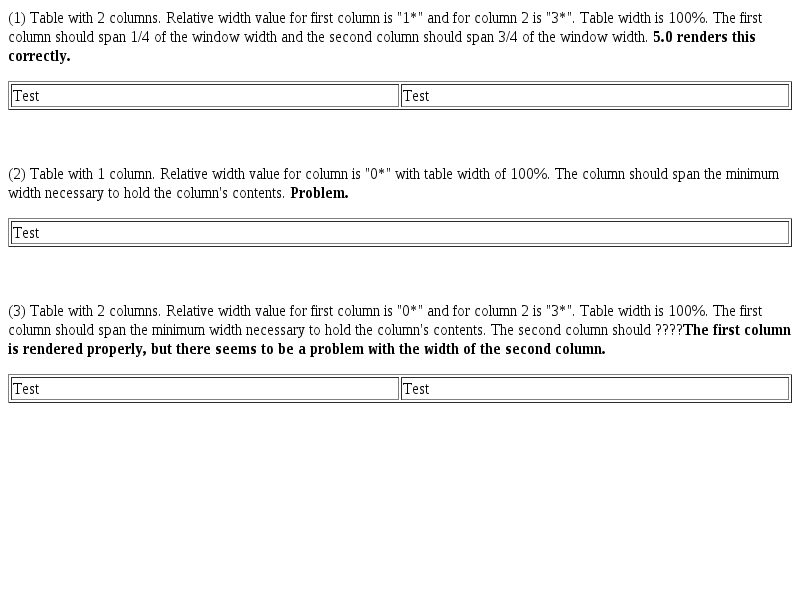 (1) Table with 2 columns. Relative width value for first column is "1*" and for column 2 is "3*". Table width is 100%. The first
column should span 1/4 of the window width and the second column should span 3/4 of the window width. 5.0 renders this
correctly.
Test Test
(2) Table with 1 column. Relative width value for column is "0*" with table width of 100%. The column should span the minimum
width necessary to hold the column's contents. Problem.
Test
(3) Table with 2 columns. Relative width value for first column is "0*" and for column 2 is "3*". Table width is 100%. The first
column should span the minimum width necessary to hold the column's contents. The second column should ????The first column
is rendered properly, but there seems to be a problem with the width of the second column.
Test Test